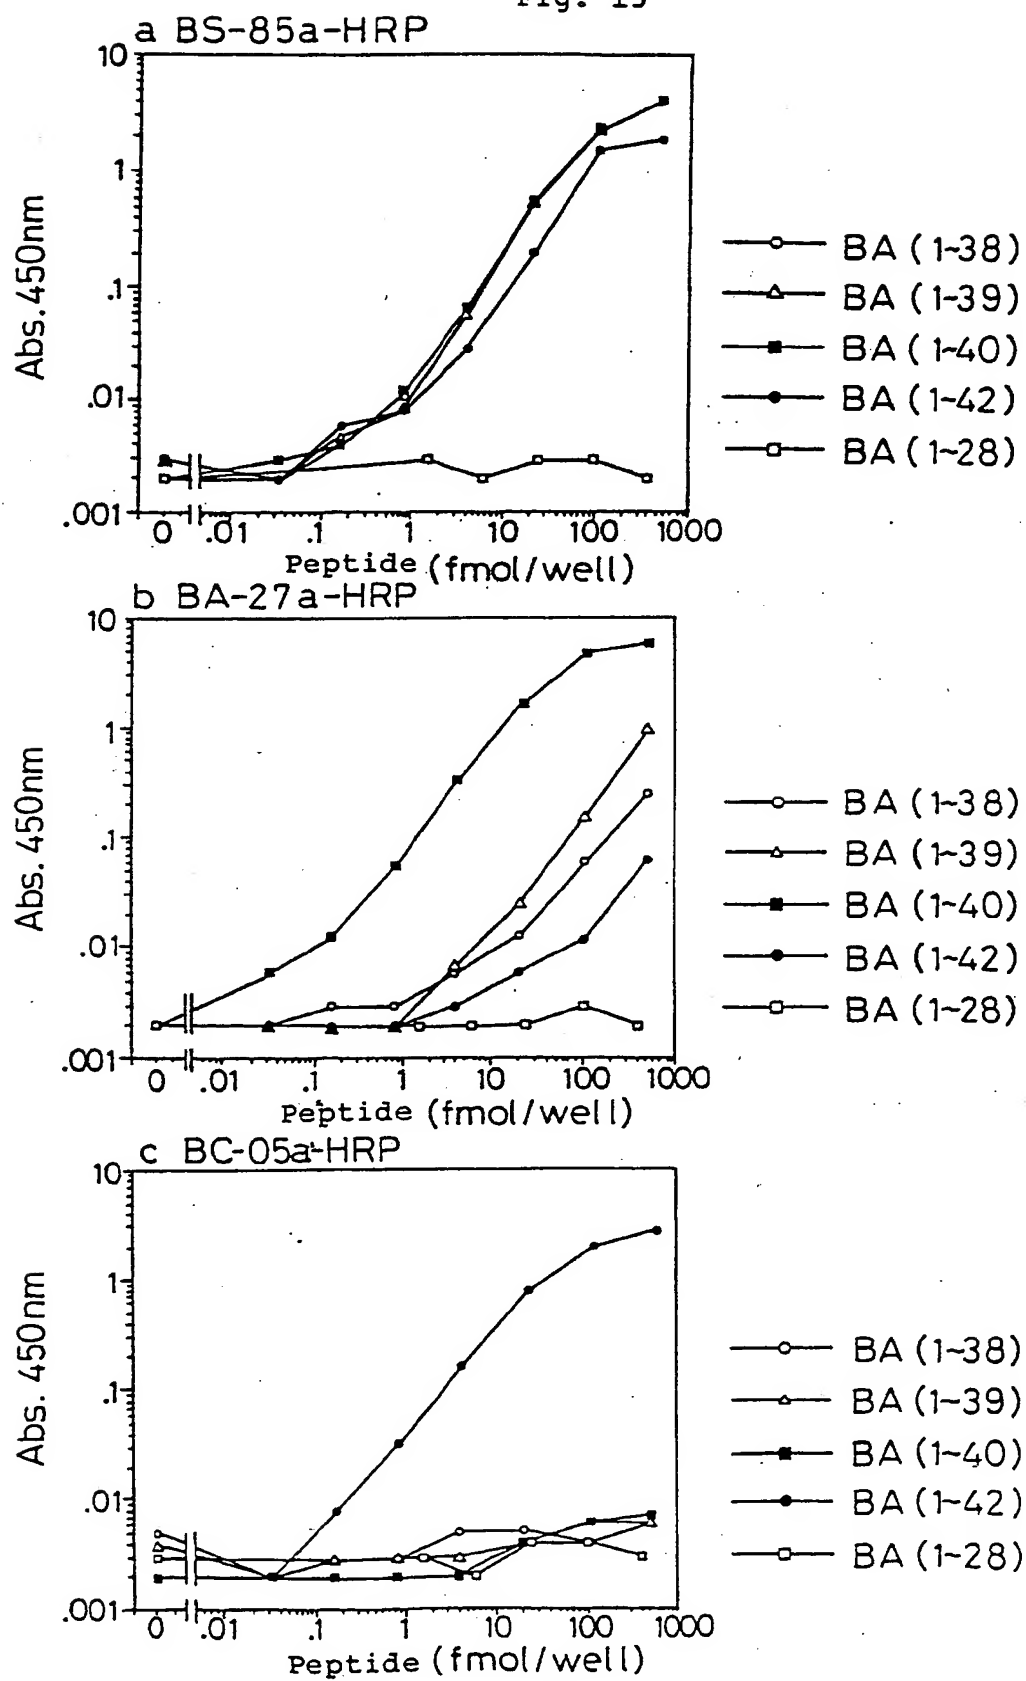 Fig. 13
a BS-85a-HRP
10
1
.1
.01
.001
Abs. 450nm
0 .01 .1 1 10 100 1000
Peptide (fmol/well)
BA (1~38)
BA (1~39)
BA (1~40)
BA (1~42)
BA (1~28)
b BA-27a-HRP
10
1
.1
.01
.001
Abs. 450nm
0 .01 .1 1 10 100 1000
Peptide (fmol/well)
BA (1~38)
BA (1~39)
BA (1~40)
BA (1~42)
BA (1~28)
c BC-05a-HRP
10
1
.1
.01
.001
Abs. 450nm
0 .01 .1 1 10 100 1000
Peptide (fmol/well)
BA (1~38)
BA (1~39)
BA (1~40)
BA (1~42)
BA (1~28)